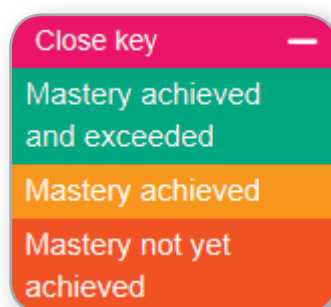 Close key
Mastery achieved
and exceeded
Mastery achieved
Mastery not yet
achieved